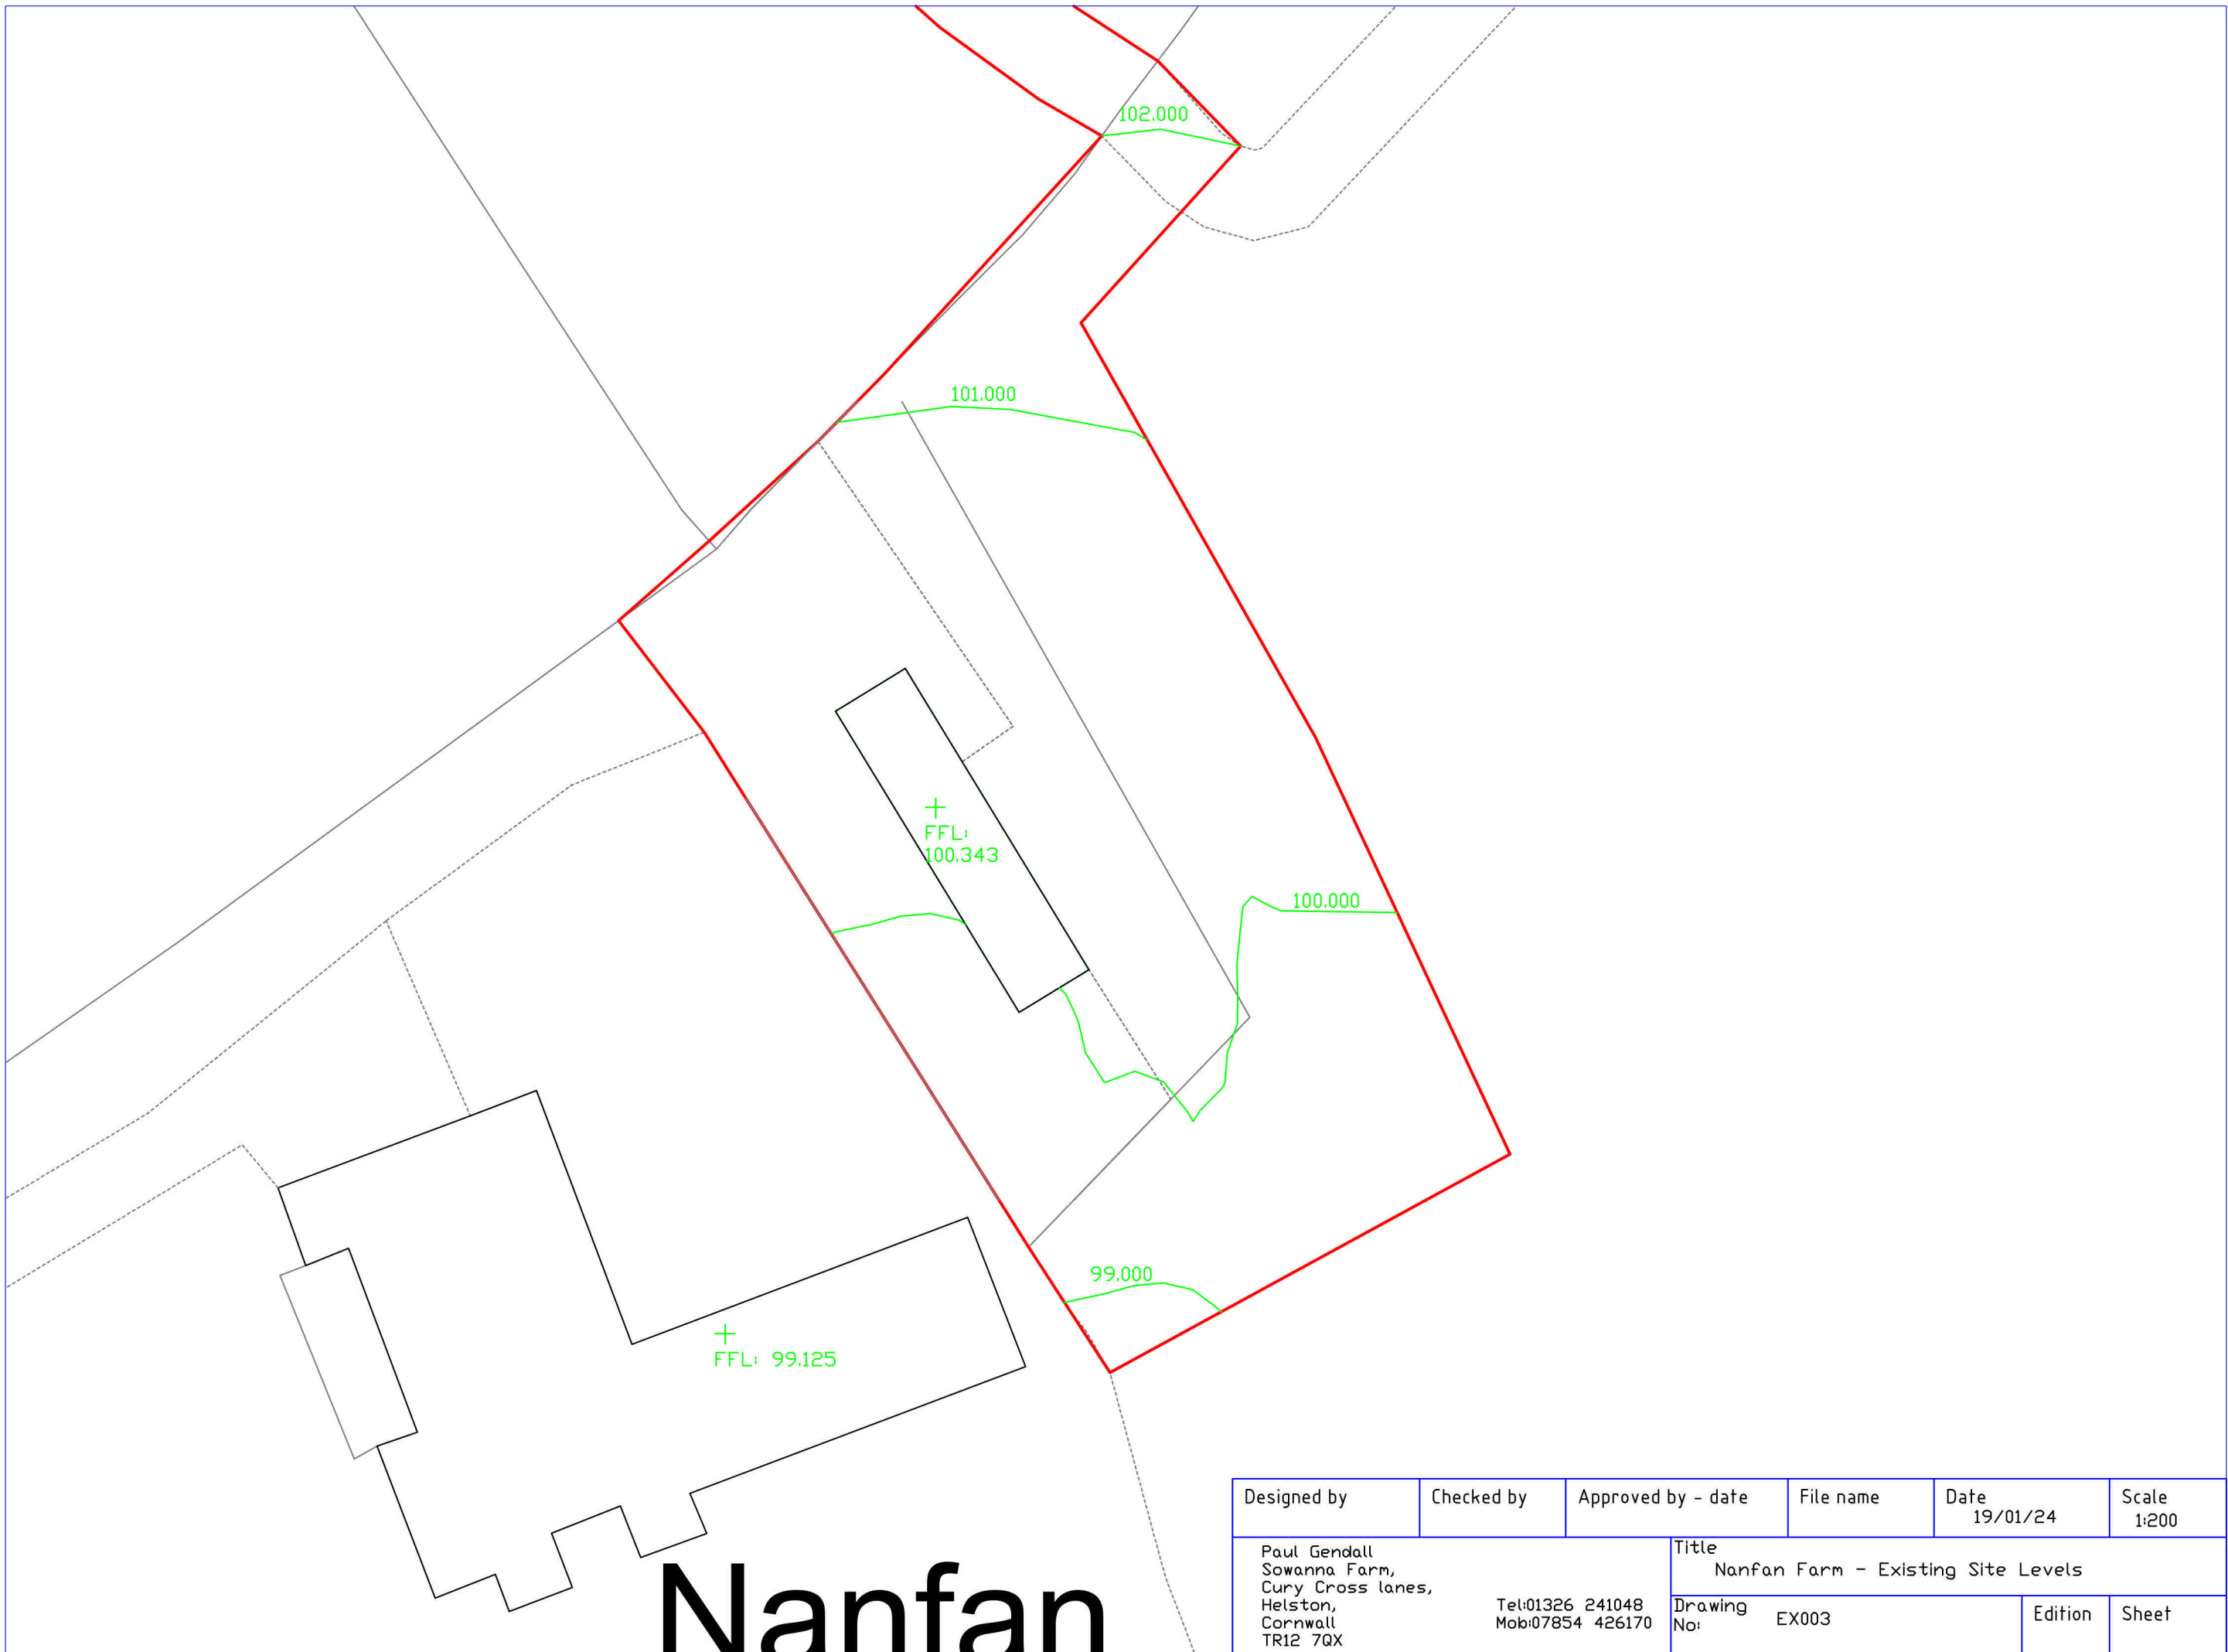 102.000
101.000
FFL:
100.343
100.000
99.000
FFL: 99.125
Nanfan
Designed by
Checked by
Approved by - date
File name
Date
19/01/24
Scale
1:200
Paul Gendall
Sowanna Farm,
Cury Cross lanes,
Helston,
Cornwall
TR12 7QX
Tel:01326 241048
Mob:07854 426170
Title
Nanfan Farm - Existing Site Levels
Drawing
No:
EX003
Edition
Sheet